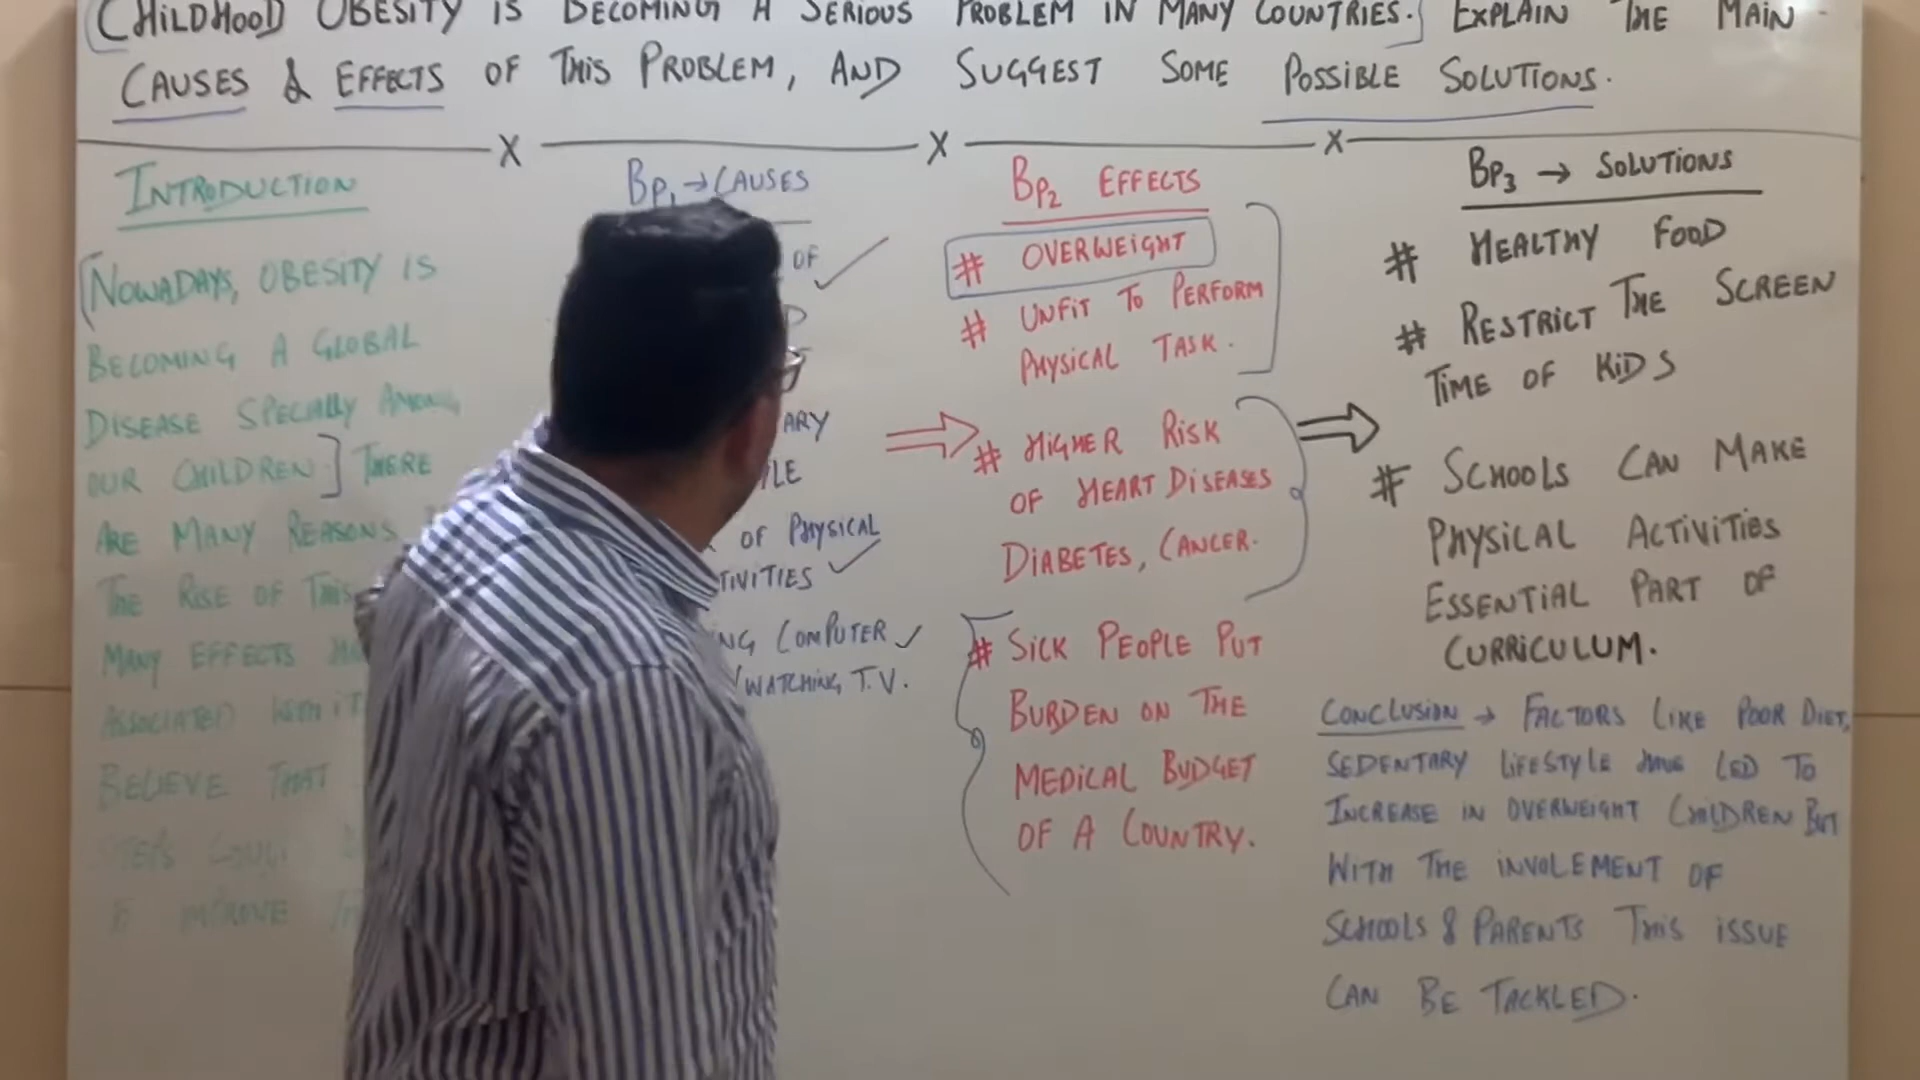 CHILDHOOD OBESITY IS BECOMING A SERIOUS PROBLEM IN MANY COUNTRIES. EXPLAIN THE MAIN
CAUSES & EFFECTS OF THIS PROBLEM, AND SUGGEST SOME POSSIBLE SOLUTIONS.
X X X
INTRODUCTION
NOWADAYS, OBESITY IS
BECOMING A GLOBAL
DISEASE SPECIALLY AMONG
OUR CHILDREN. THERE
ARE MANY REASONS
THE RISE OF THIS
MANY EFFECTS
ASSOCIATED WITH IT
BELIEVE THAT
STEPS
IMPROVE
BP1 → CAUSES
OF
OF PHYSICAL
COMPUTER
/WATCHING T.V.
BP2 EFFECTS
# OVERWEIGHT
# UNFIT TO PERFORM
PHYSICAL TASK.
# HIGHER RISK
OF HEART DISEASES
DIABETES, CANCER.
# SICK PEOPLE PUT
BURDEN ON THE
MEDICAL BUDGET
OF A COUNTRY.
BP3 → SOLUTIONS
# HEALTHY FOOD
# RESTRICT THE SCREEN
TIME OF KIDS
# SCHOOLS CAN MAKE
PHYSICAL ACTIVITIES
ESSENTIAL PART OF
CURRICULUM.
CONCLUSION → FACTORS LIKE POOR DIET,
SEDENTARY LIFESTYLE HAVE LED TO
INCREASE IN OVERWEIGHT CHILDREN BUT
WITH THE INVOLEMENT OF
SCHOOLS & PARENTS THIS ISSUE
CAN BE TACKLED.